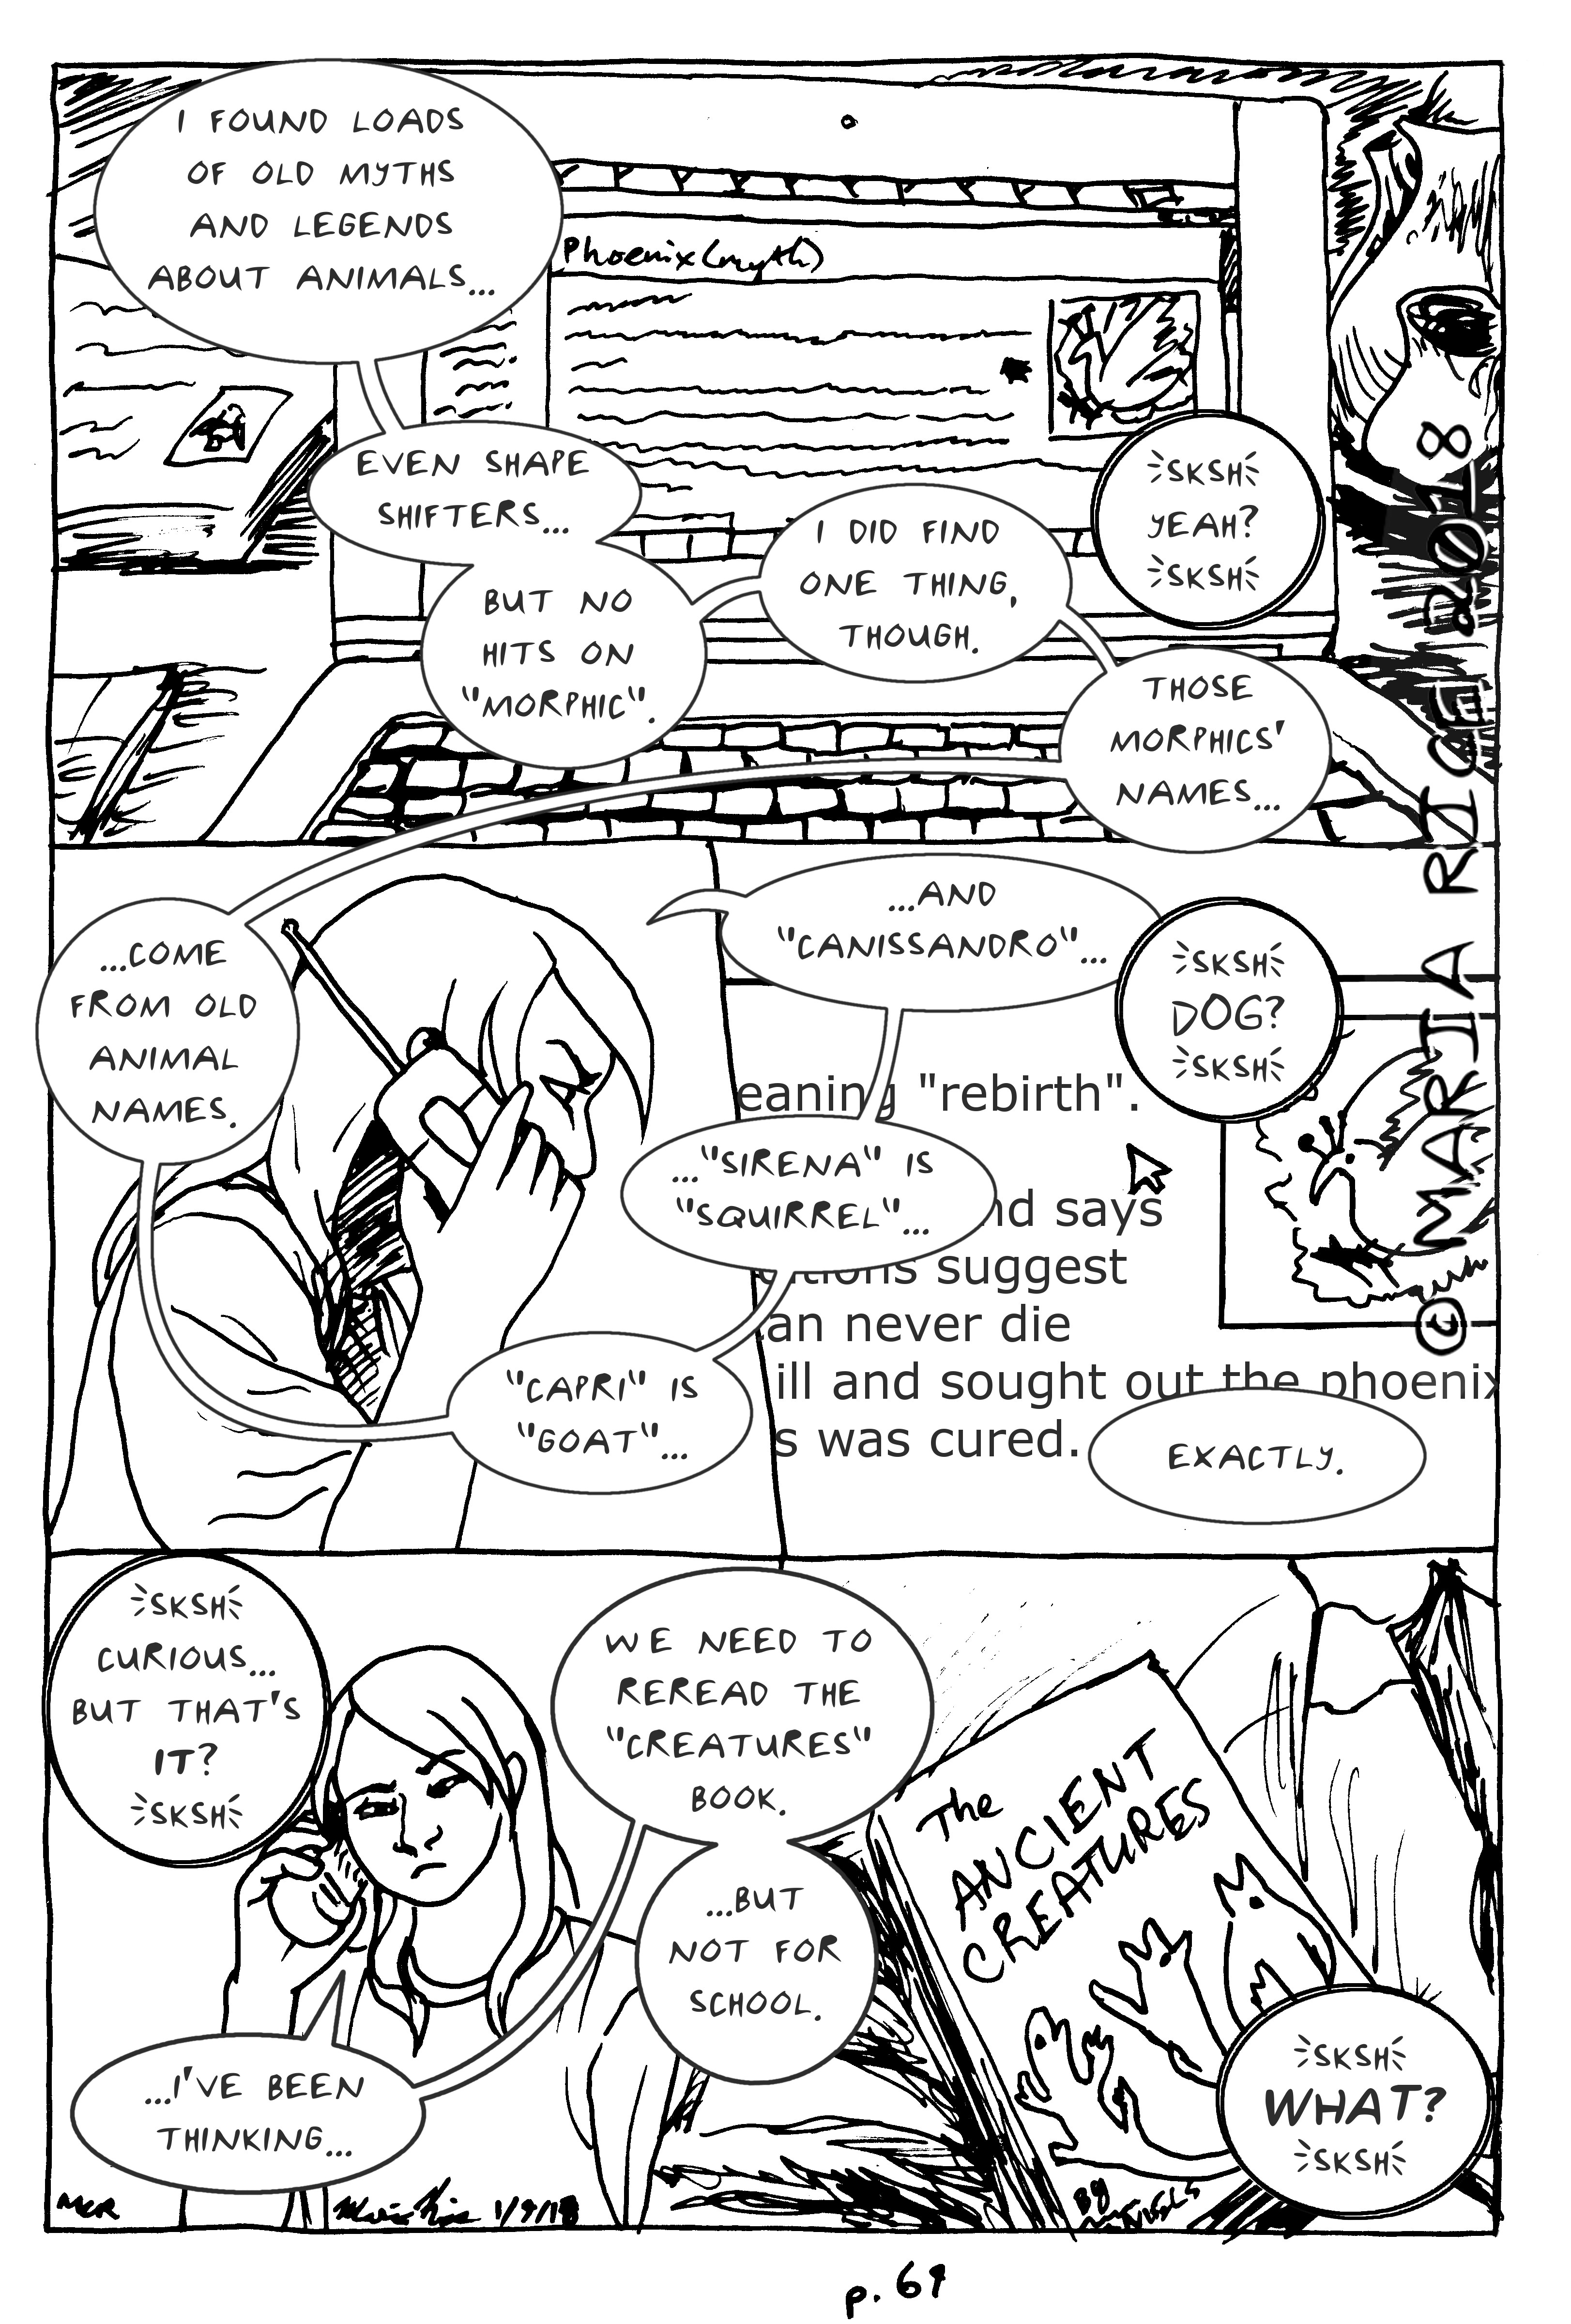 I FOUND LOADS
OF OLD MYTHS
AND LEGENDS
ABOUT ANIMALS...
Phoenix (myth)
EVEN SHAPE
SHIFTERS...
BUT NO
HITS ON
"MORPHIC".
I DID FIND
ONE THING,
THOUGH.
SKSH
YEAH?
SKSH
THOSE
MORPHICS'
NAMES...
...COME
FROM OLD
ANIMAL
NAMES.
"CAPRI" IS
"GOAT"...
..."SIRENA" IS
"SQUIRREL"...
...AND
"CANISSANDRO"...
SKSH
DOG?
SKSH
eaning "rebirth".
nd says
suggest
an never die
ill and sought out the phoenix
s was cured.
EXACTLY.
© MARIA RICE 2018
SKSH
CURIOUS...
BUT THAT'S
IT?
SKSH
...I'VE BEEN
THINKING...
WE NEED TO
REREAD THE
"CREATURES"
BOOK.
...BUT
NOT FOR
SCHOOL.
The
ANCIENT
CREATURES
By
SKSH
WHAT?
SKSH
MCR
Maria Rice 1/9/18
p. 69